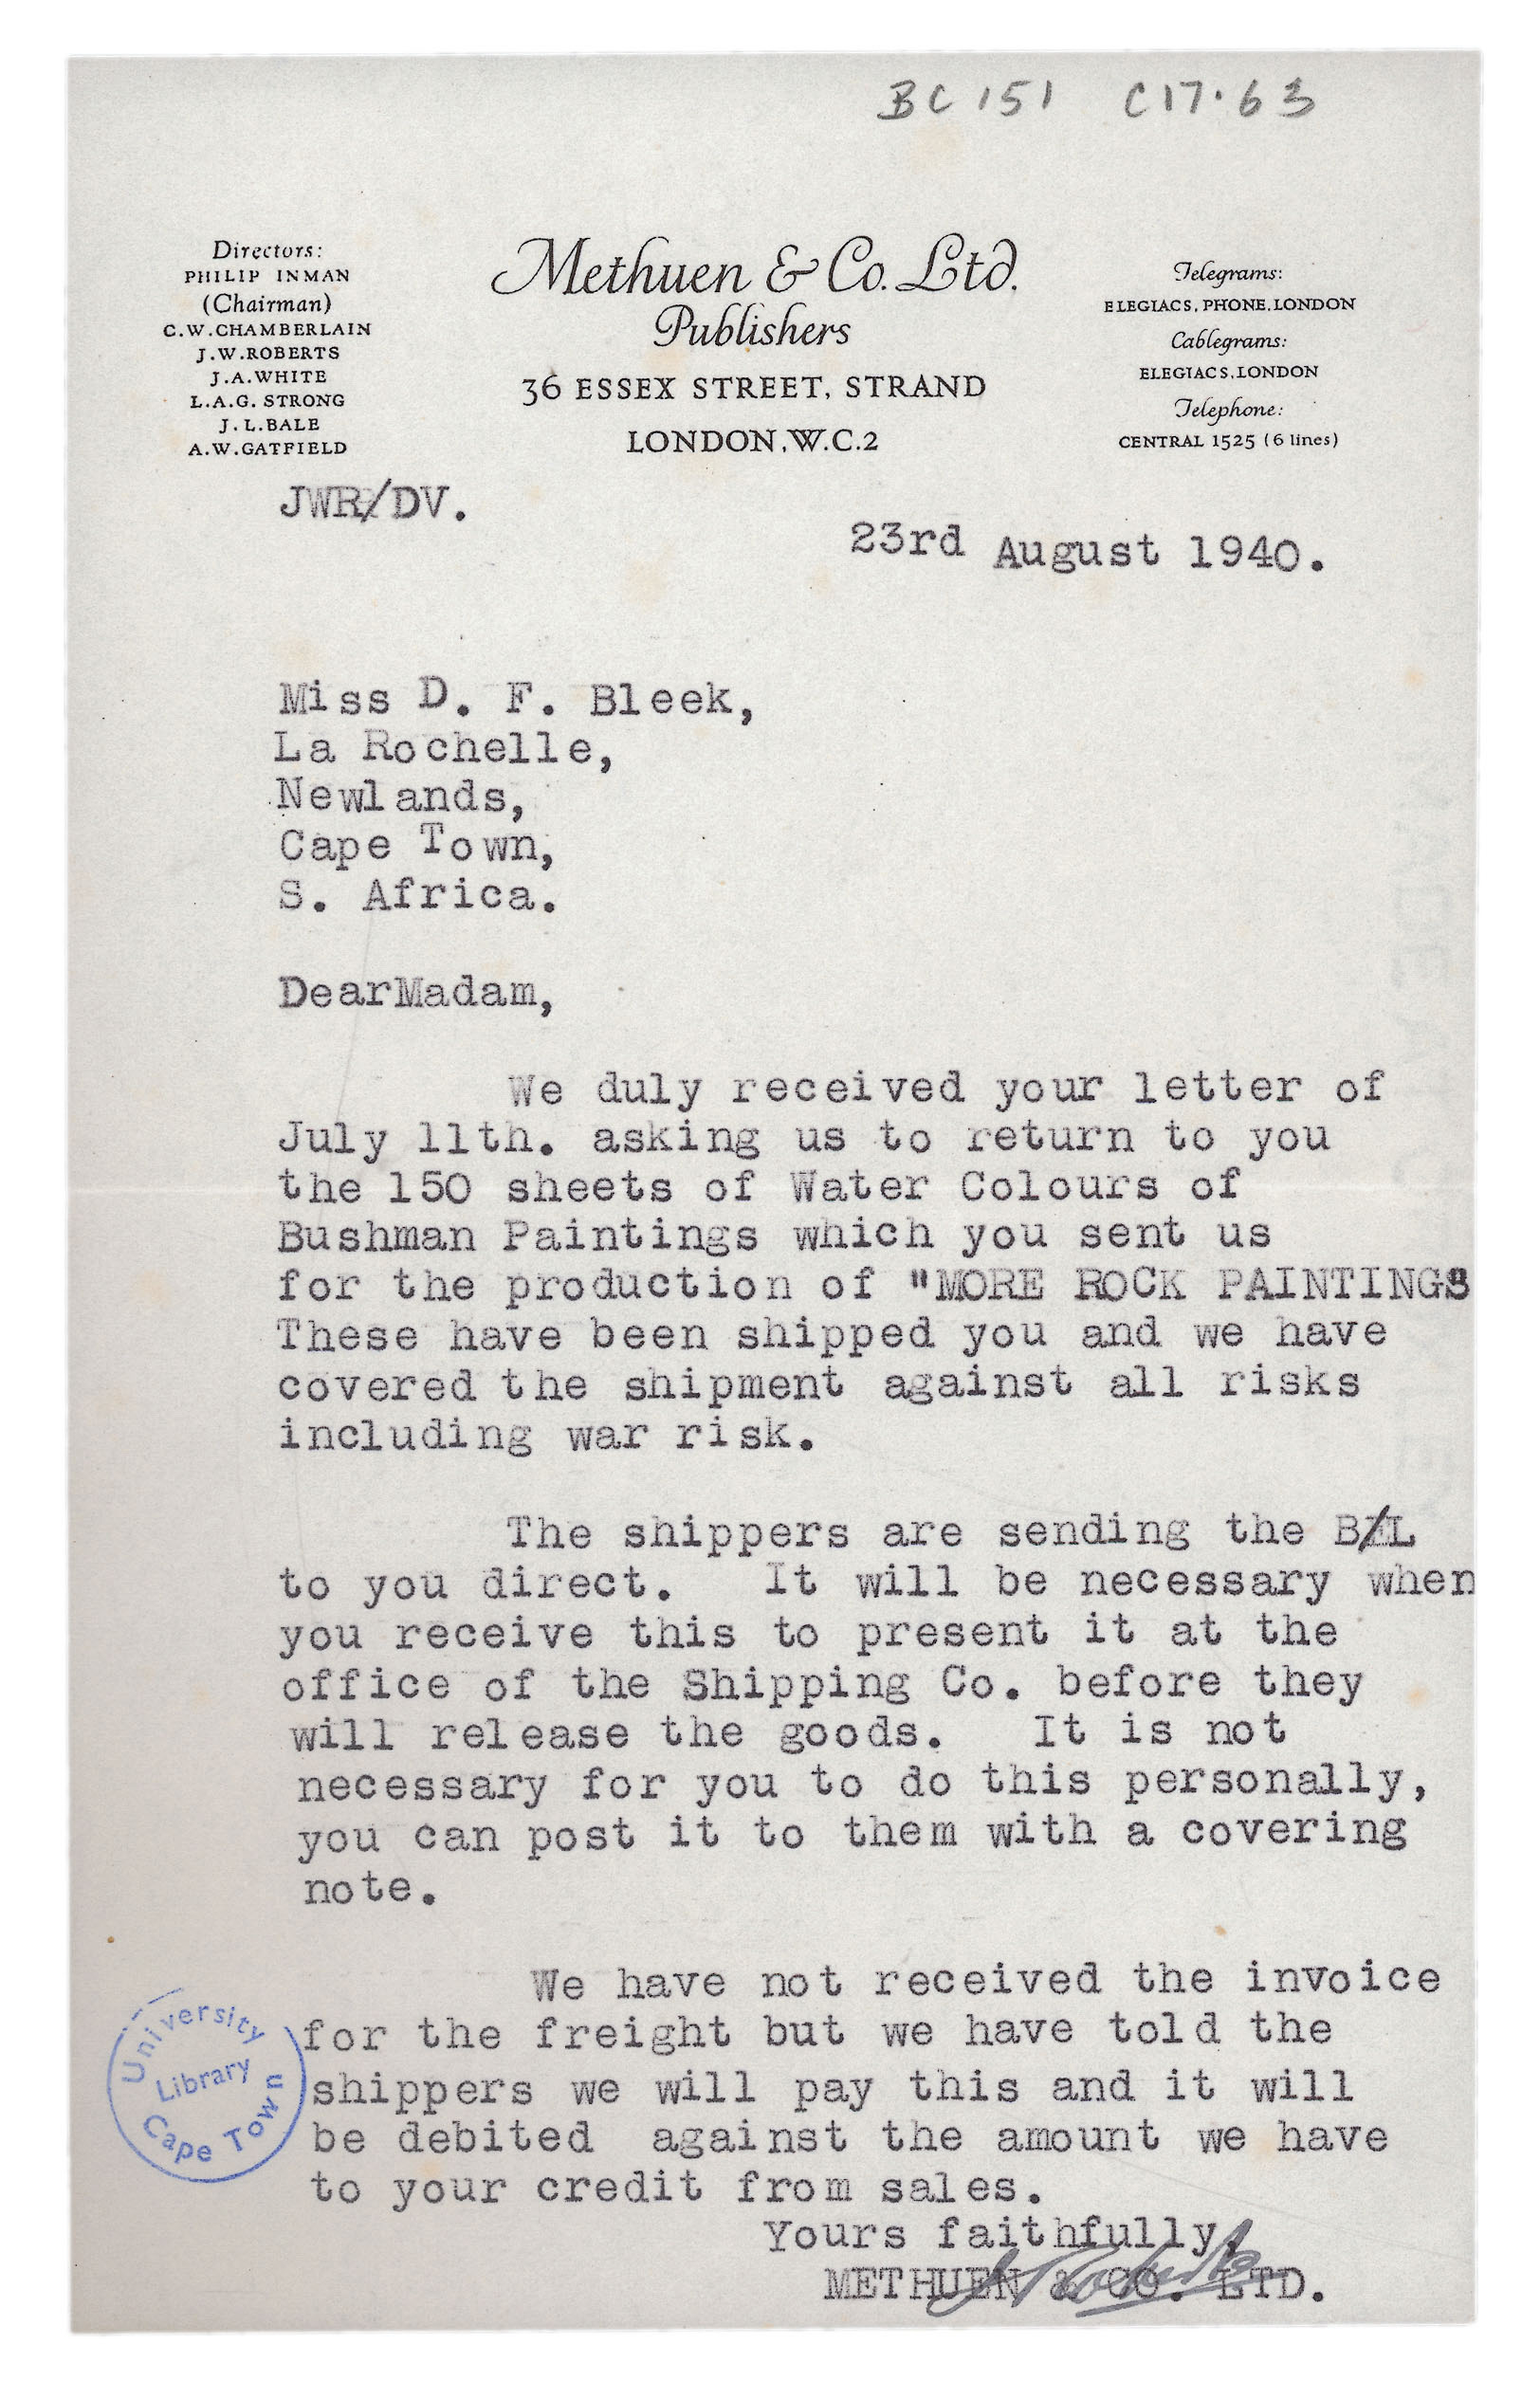 BC 151 C17.63
Directors:
PHILIP INMAN
(Chairman)
C.W.CHAMBERLAIN
J.W.ROBERTS
J.A.WHITE
L.A.G. STRONG
J.L.BALE
A.W.GATFIELD
Methuen & Co. Ltd.
Publishers
36 ESSEX STREET, STRAND
LONDON, W.C.2
Telegrams:
ELEGIACS, PHONE, LONDON
Cablegrams:
ELEGIACS, LONDON
Telephone:
CENTRAL 1525 (6 lines)
JWR/DV.
23rd August 1940.
Miss D. F. Bleek,
La Rochelle,
Newlands,
Cape Town,
S. Africa.
DearMadam,
We duly received your letter of
July 11th. asking us to return to you
the 150 sheets of Water Colours of
Bushman Paintings which you sent us
for the production of "MORE ROCK PAINTINGS"
These have been shipped you and we have
covered the shipment against all risks
including war risk.
The shippers are sending the B/L
to you direct. It will be necessary when
you receive this to present it at the
office of the Shipping Co. before they
will release the goods. It is not
necessary for you to do this personally,
you can post it to them with a covering
note.
We have not received the invoice
for the freight but we have told the
shippers we will pay this and it will
be debited against the amount we have
to your credit from sales.
Yours faithfully,
METHUEN & CO. LTD.
University
Library
Cape Town